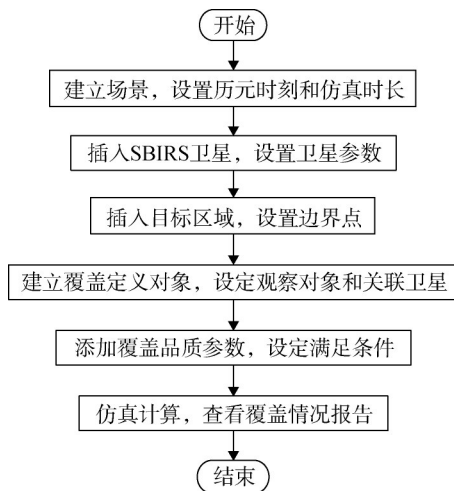 开始
建立场景，设置历元时刻和仿真时长
插入SBIRS卫星，设置卫星参数
插入目标区域，设置边界点
建立覆盖定义对象，设定观察对象和关联卫星
添加覆盖品质参数，设定满足条件
仿真计算，查看覆盖情况报告
结束